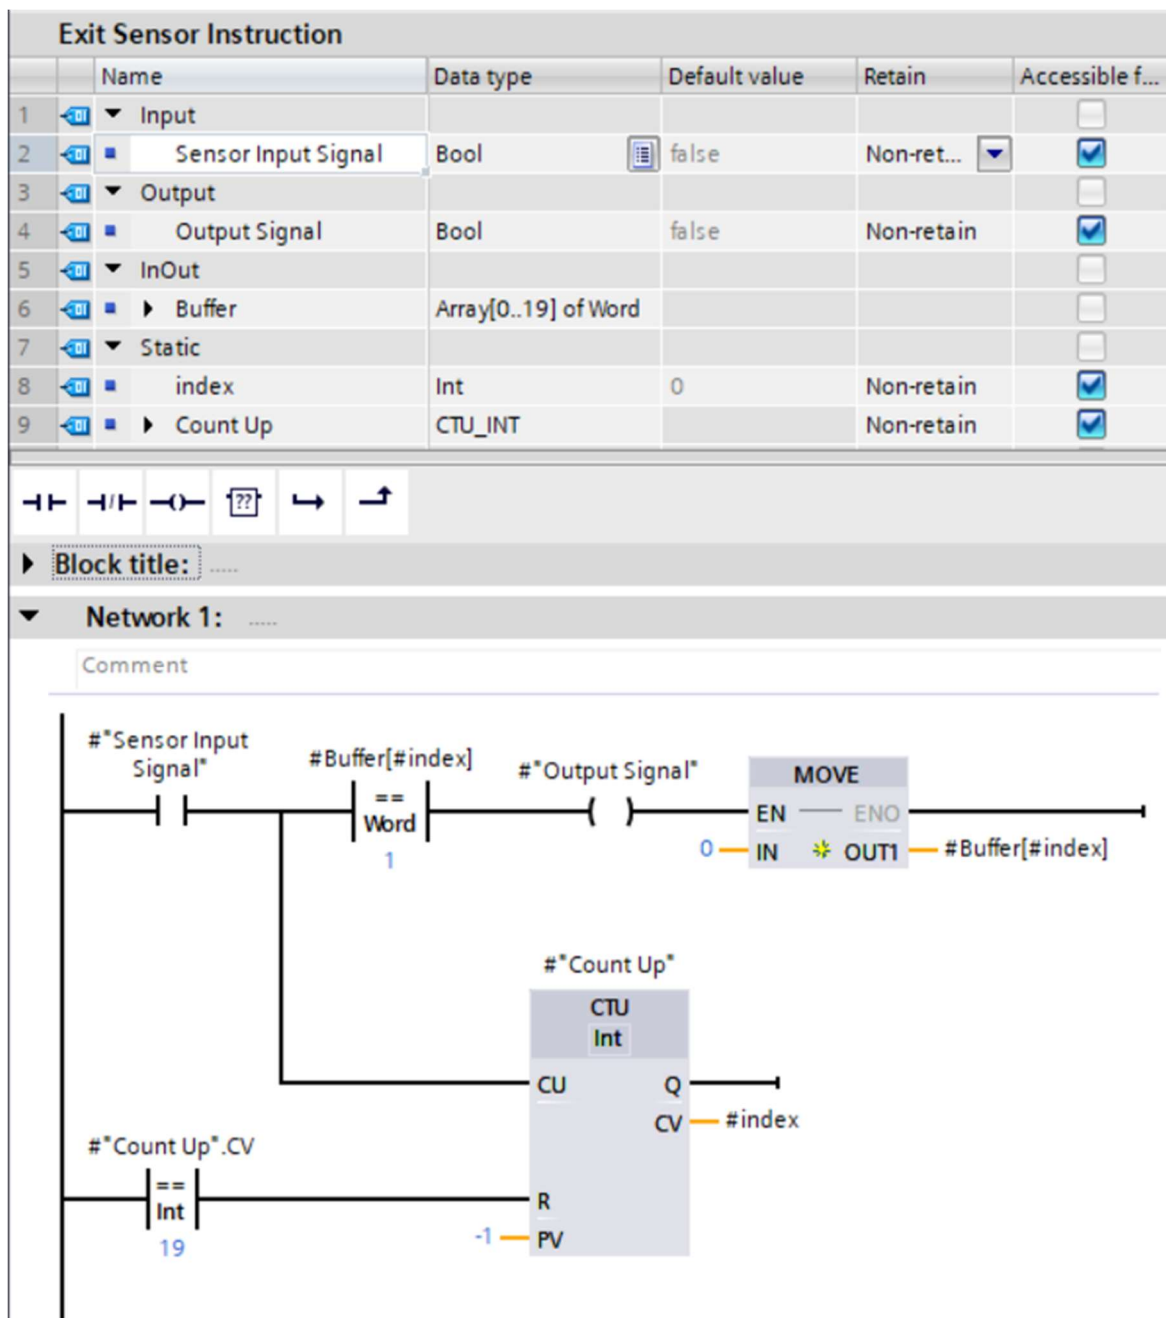 Exit Sensor Instruction
Name Data type Default value Retain Accessible f...
1 Input
2 Sensor Input Signal Bool false Non-ret...
3 Output
4 Output Signal Bool false Non-retain
5 InOut
6 Buffer Array[0..19] of Word
7 Static
8 index Int 0 Non-retain
9 Count Up CTU_INT Non-retain
??
Block title: .....
Network 1: .....
Comment
#"Sensor Input
Signal"
#Buffer[#index]
==
Word
1
#"Output Signal"
MOVE
EN ENO
0 IN OUT1 #Buffer[#index]
#"Count Up"
CTU
Int
CU Q
CV #index
#"Count Up".CV
==
Int
19
R
-1 PV